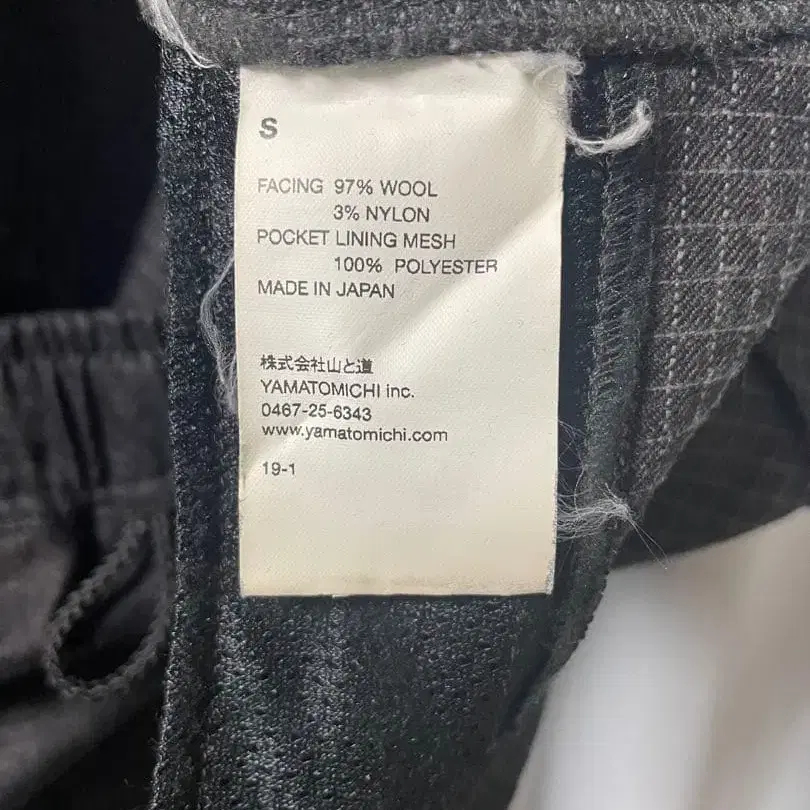 S
FACING 97% WOOL
3% NYLON
POCKET LINING MESH
100% POLYESTER
MADE IN JAPAN
株式会社山と道
YAMATOMICHI inc.
0467-25-6343
www.yamatomichi.com
19-1